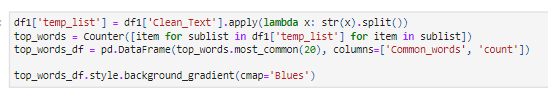 df1['temp_list'] = df1['Clean_Text'].apply(lambda x: str(x).split())
top_words = Counter([item for sublist in df1['temp_list'] for item in sublist])
top_words_df = pd.DataFrame(top_words.most_common(20), columns=['Common_words', 'count'])

top_words_df.style.background_gradient(cmap='Blues')